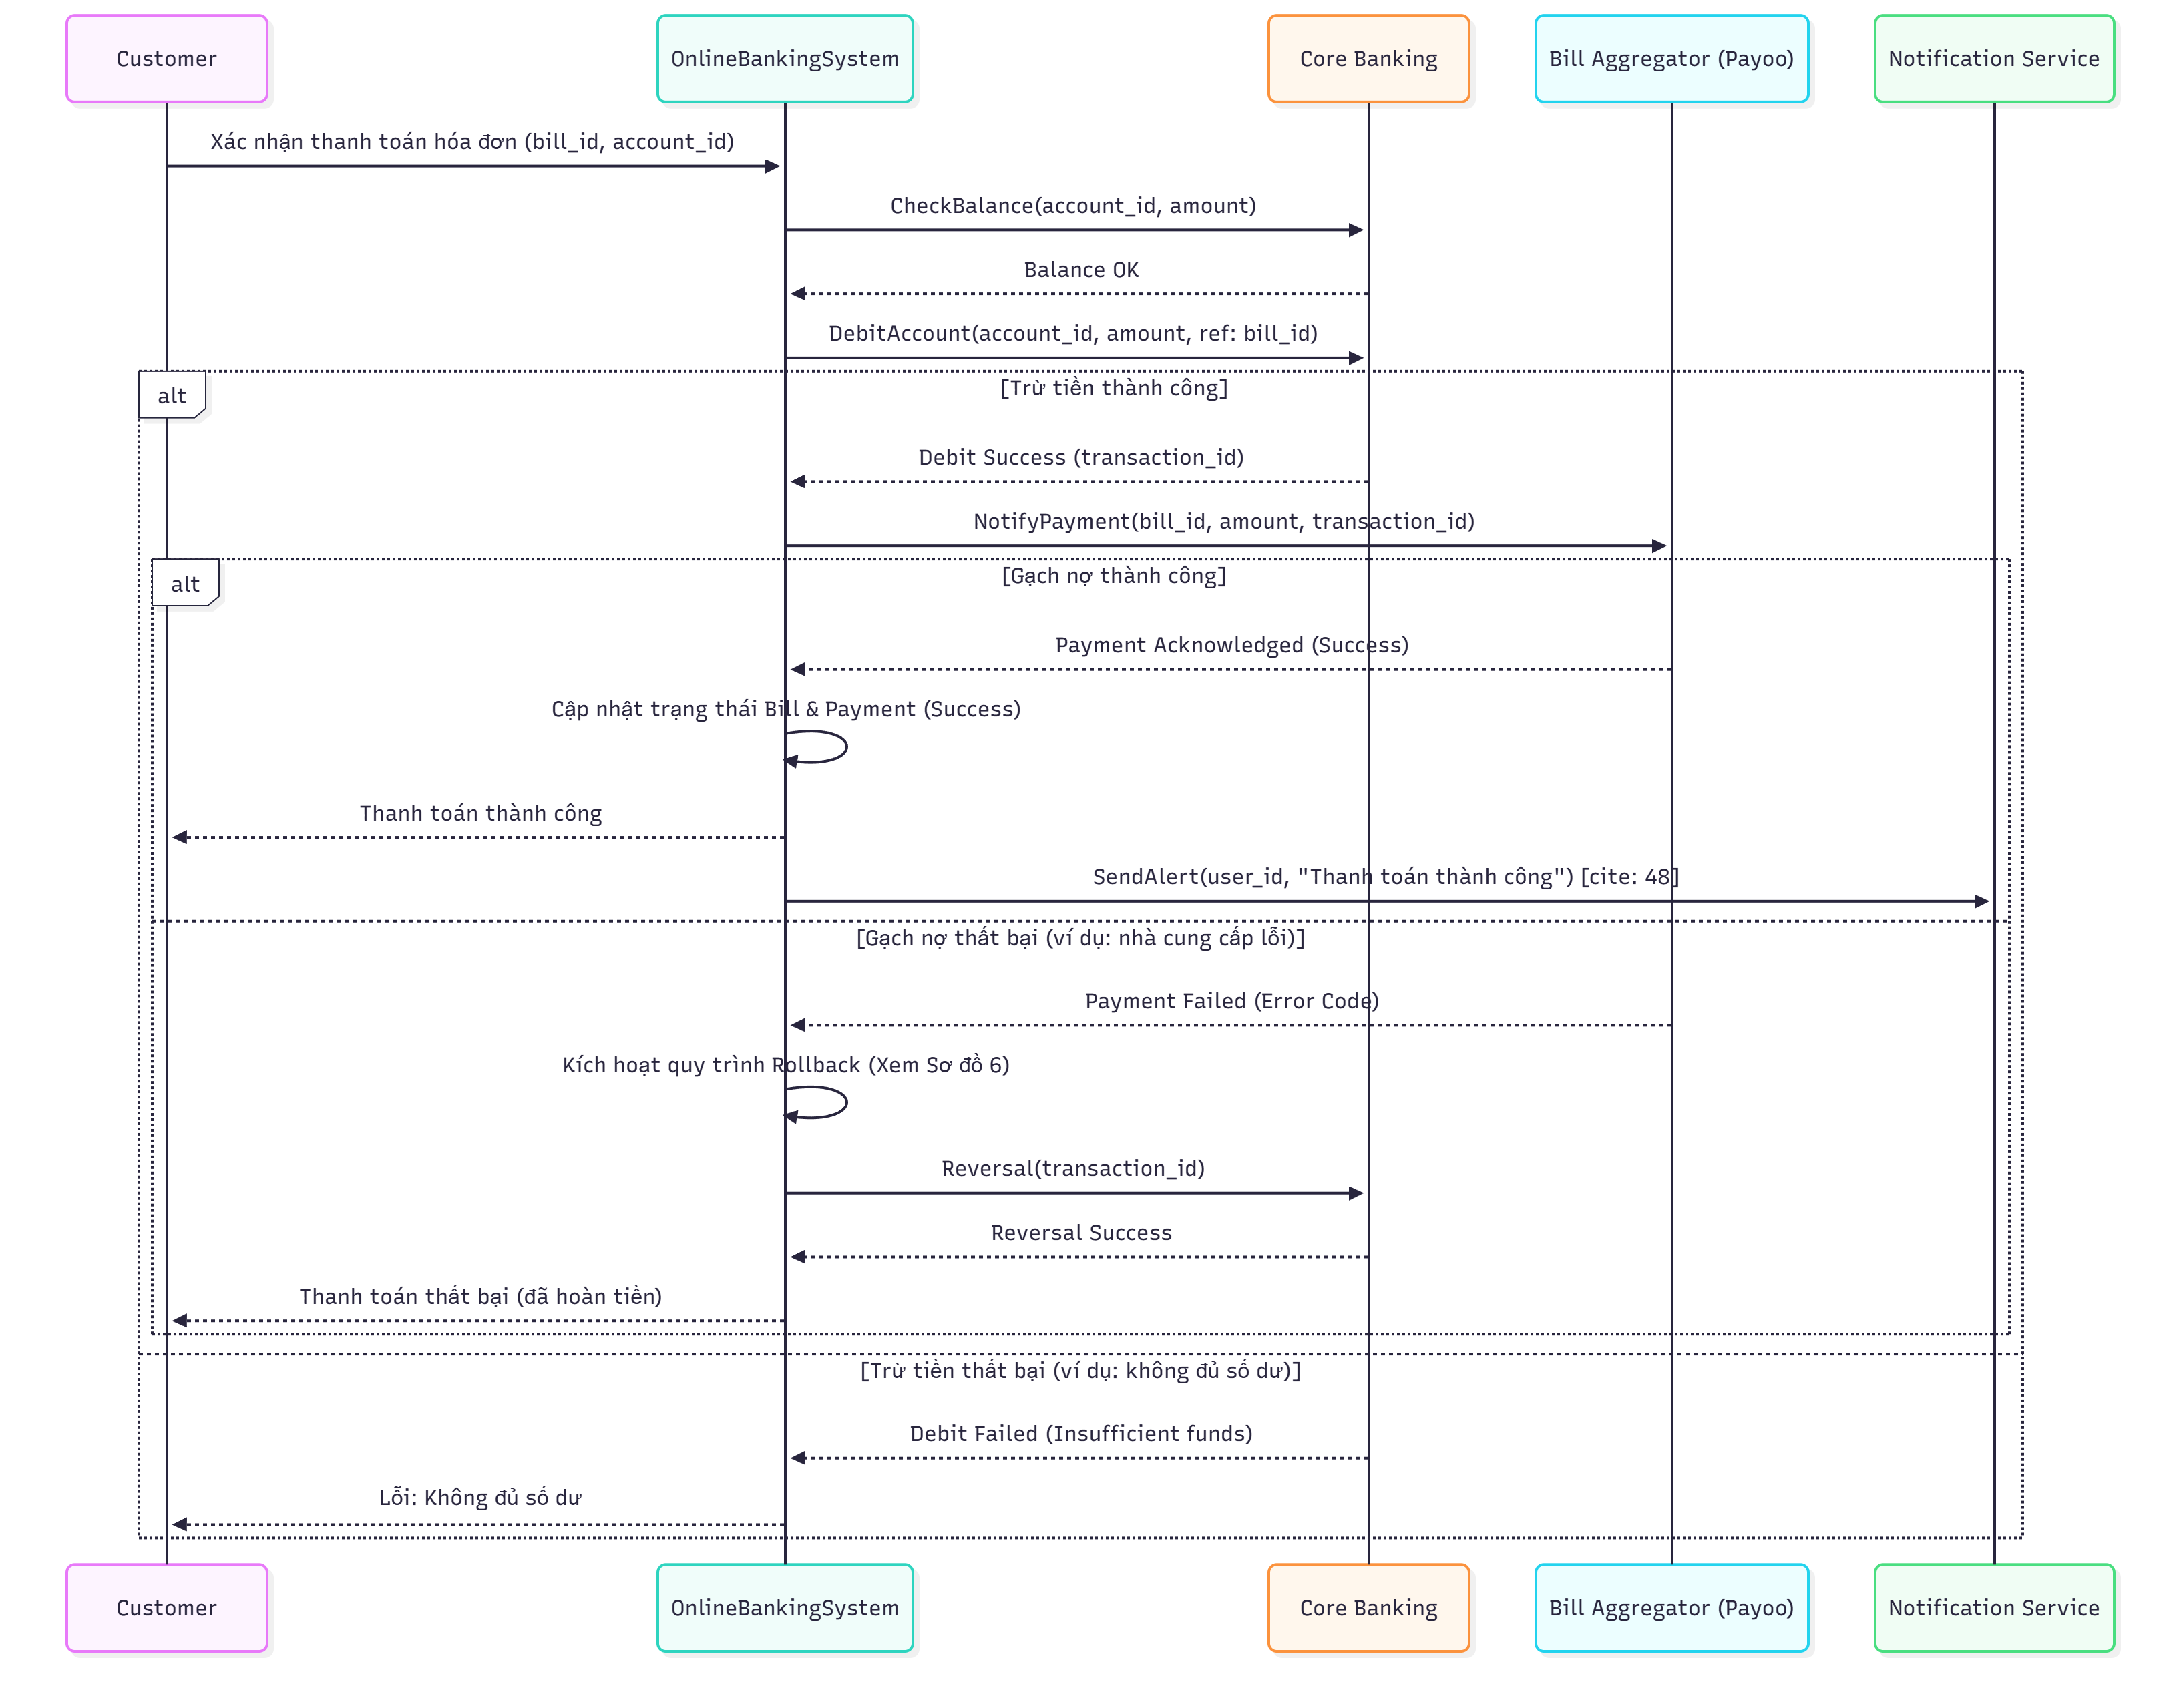 Customer
OnlineBankingSystem
Core Banking
Bill Aggregator (Payoo)
Notification Service
Xác nhận thanh toán hóa đơn (bill_id, account_id)
CheckBalance(account_id, amount)
Balance OK
DebitAccount(account_id, amount, ref: bill_id)
alt
[Trừ tiền thành công]
Debit Success (transaction_id)
NotifyPayment(bill_id, amount, transaction_id)
alt
[Gạch nợ thành công]
Payment Acknowledged (Success)
Cập nhật trạng thái Bill & Payment (Success)
Thanh toán thành công
SendAlert(user_id, "Thanh toán thành công") [cite: 48]
[Gạch nợ thất bại (ví dụ: nhà cung cấp lỗi)]
Payment Failed (Error Code)
Kích hoạt quy trình Rollback (Xem Sơ đồ 6)
Reversal(transaction_id)
Reversal Success
Thanh toán thất bại (đã hoàn tiền)
[Trừ tiền thất bại (ví dụ: không đủ số dư)]
Debit Failed (Insufficient funds)
Lỗi: Không đủ số dư
Customer
OnlineBankingSystem
Core Banking
Bill Aggregator (Payoo)
Notification Service